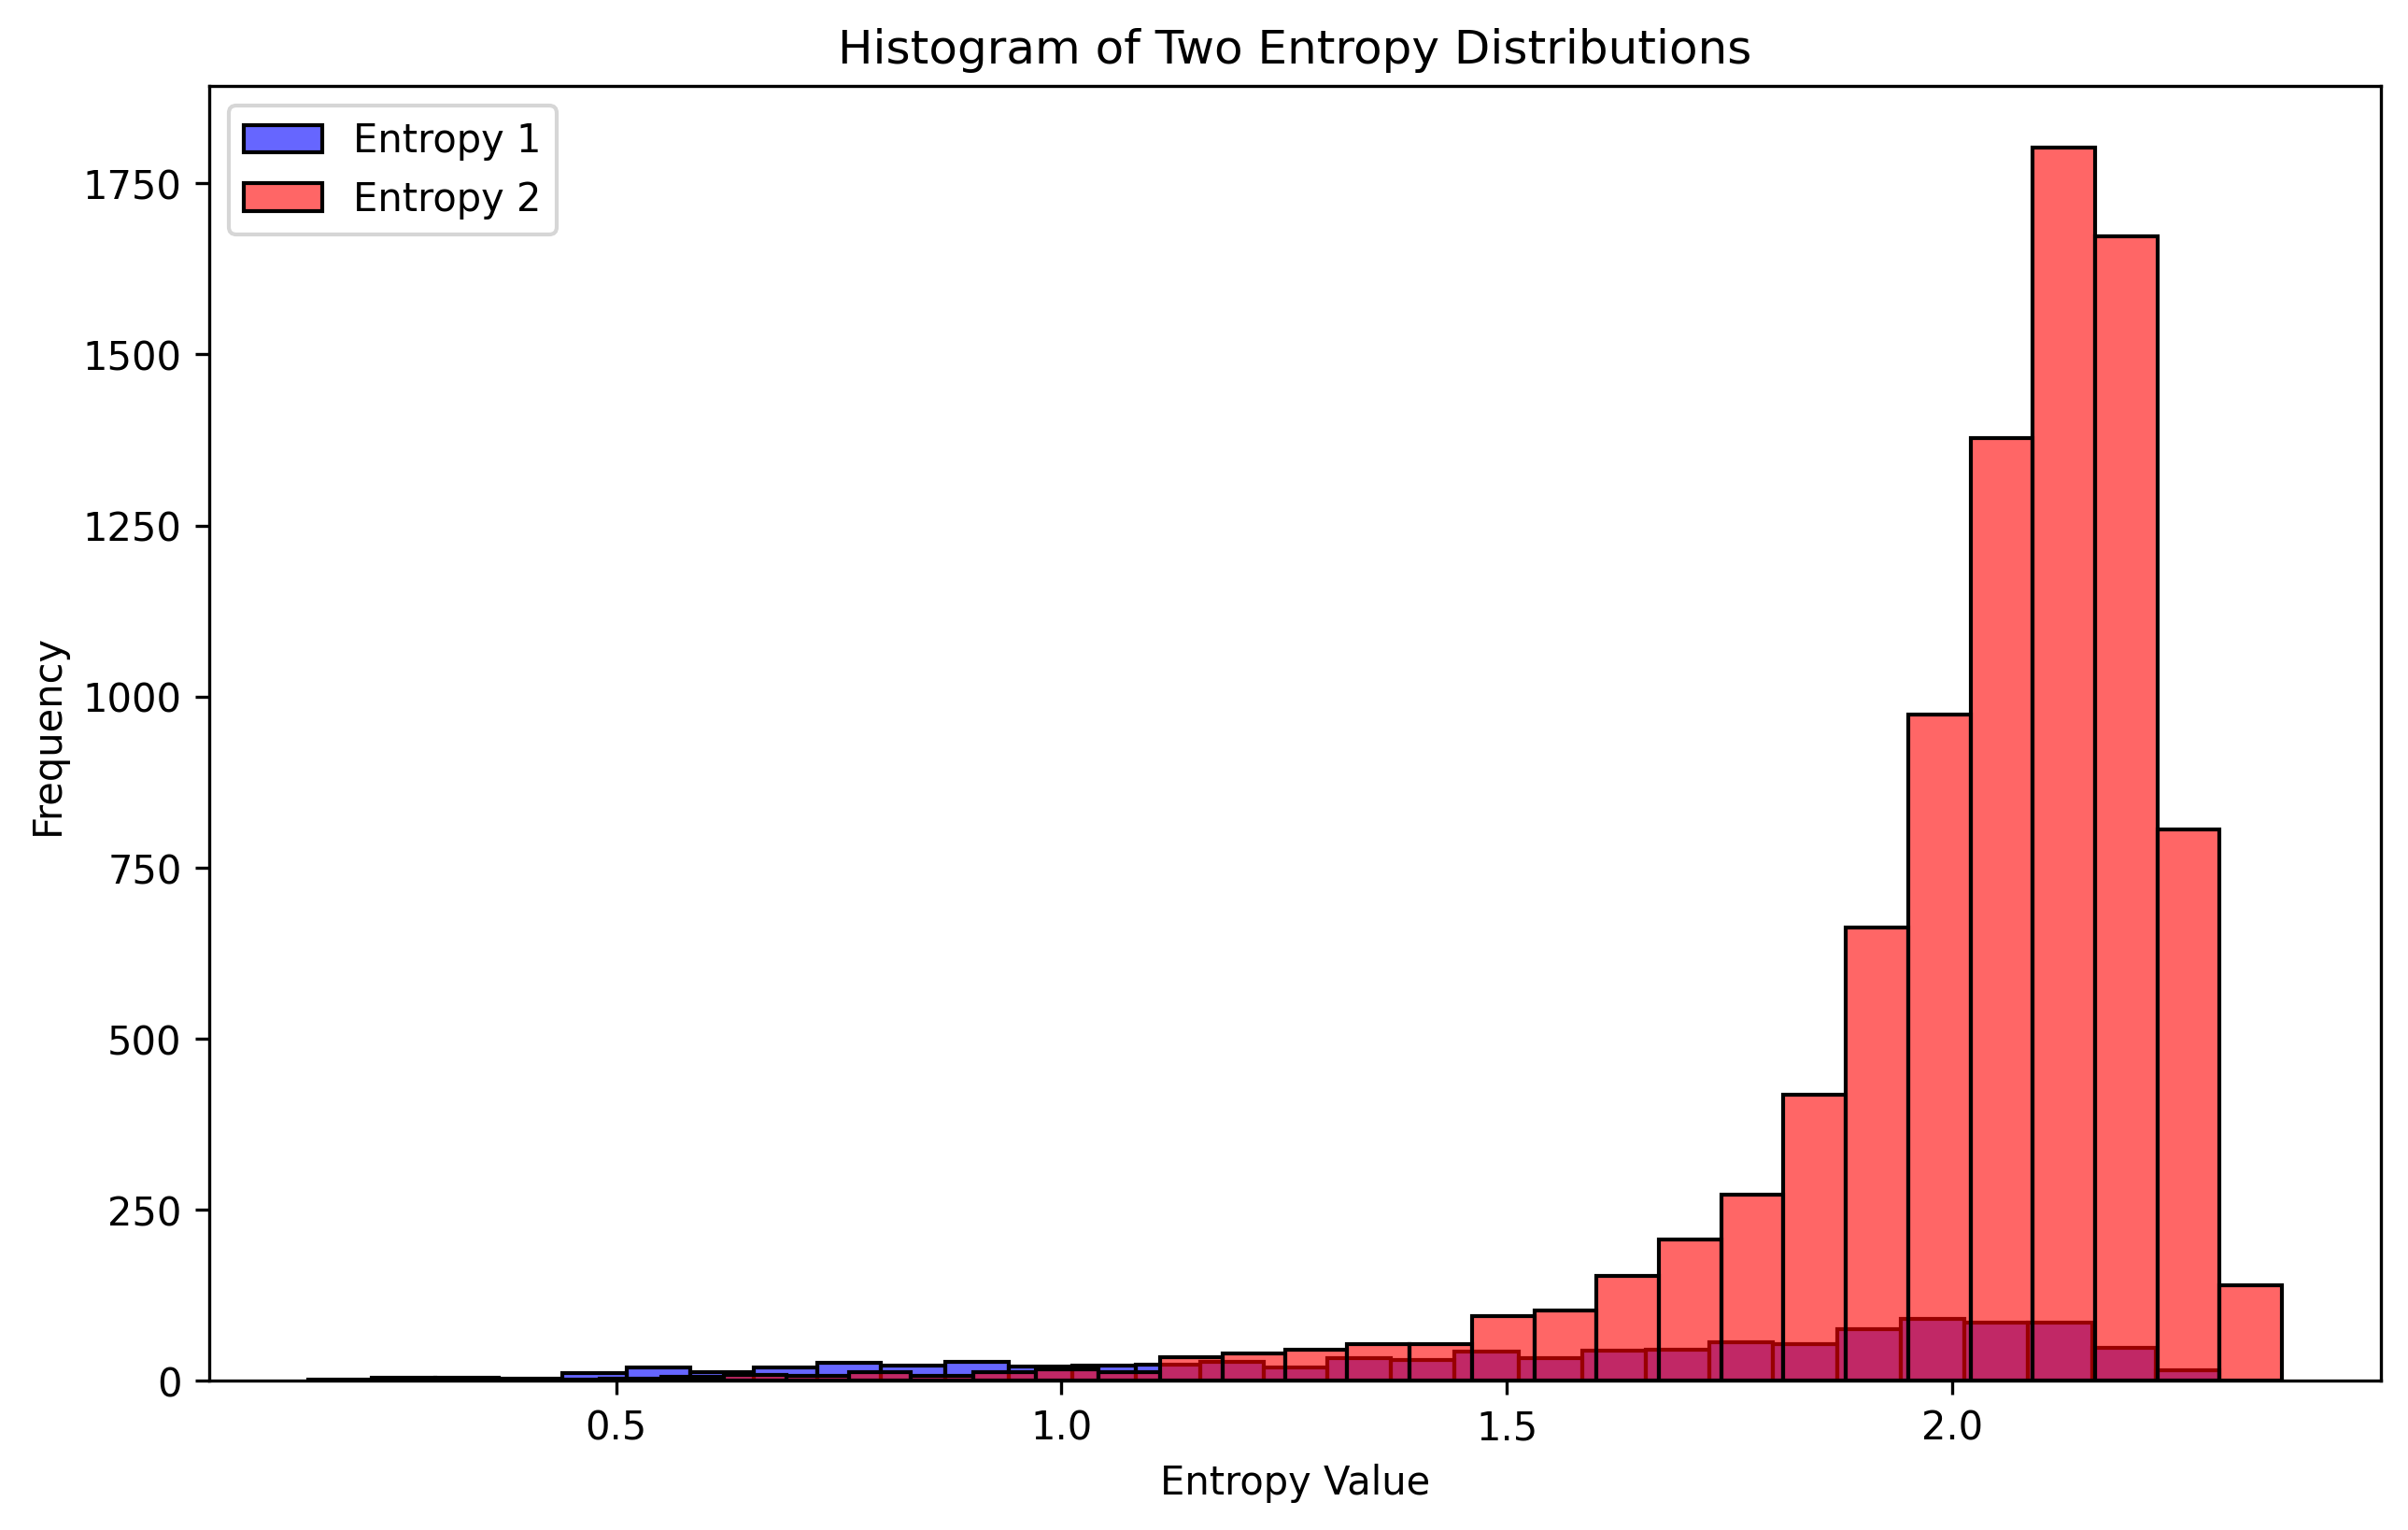 Histogram of Two Entropy Distributions
Entropy 1
Entropy 2
Frequency
1750
1500
1250
1000
750
500
250
0
0.5 1.0 1.5 2.0
Entropy Value